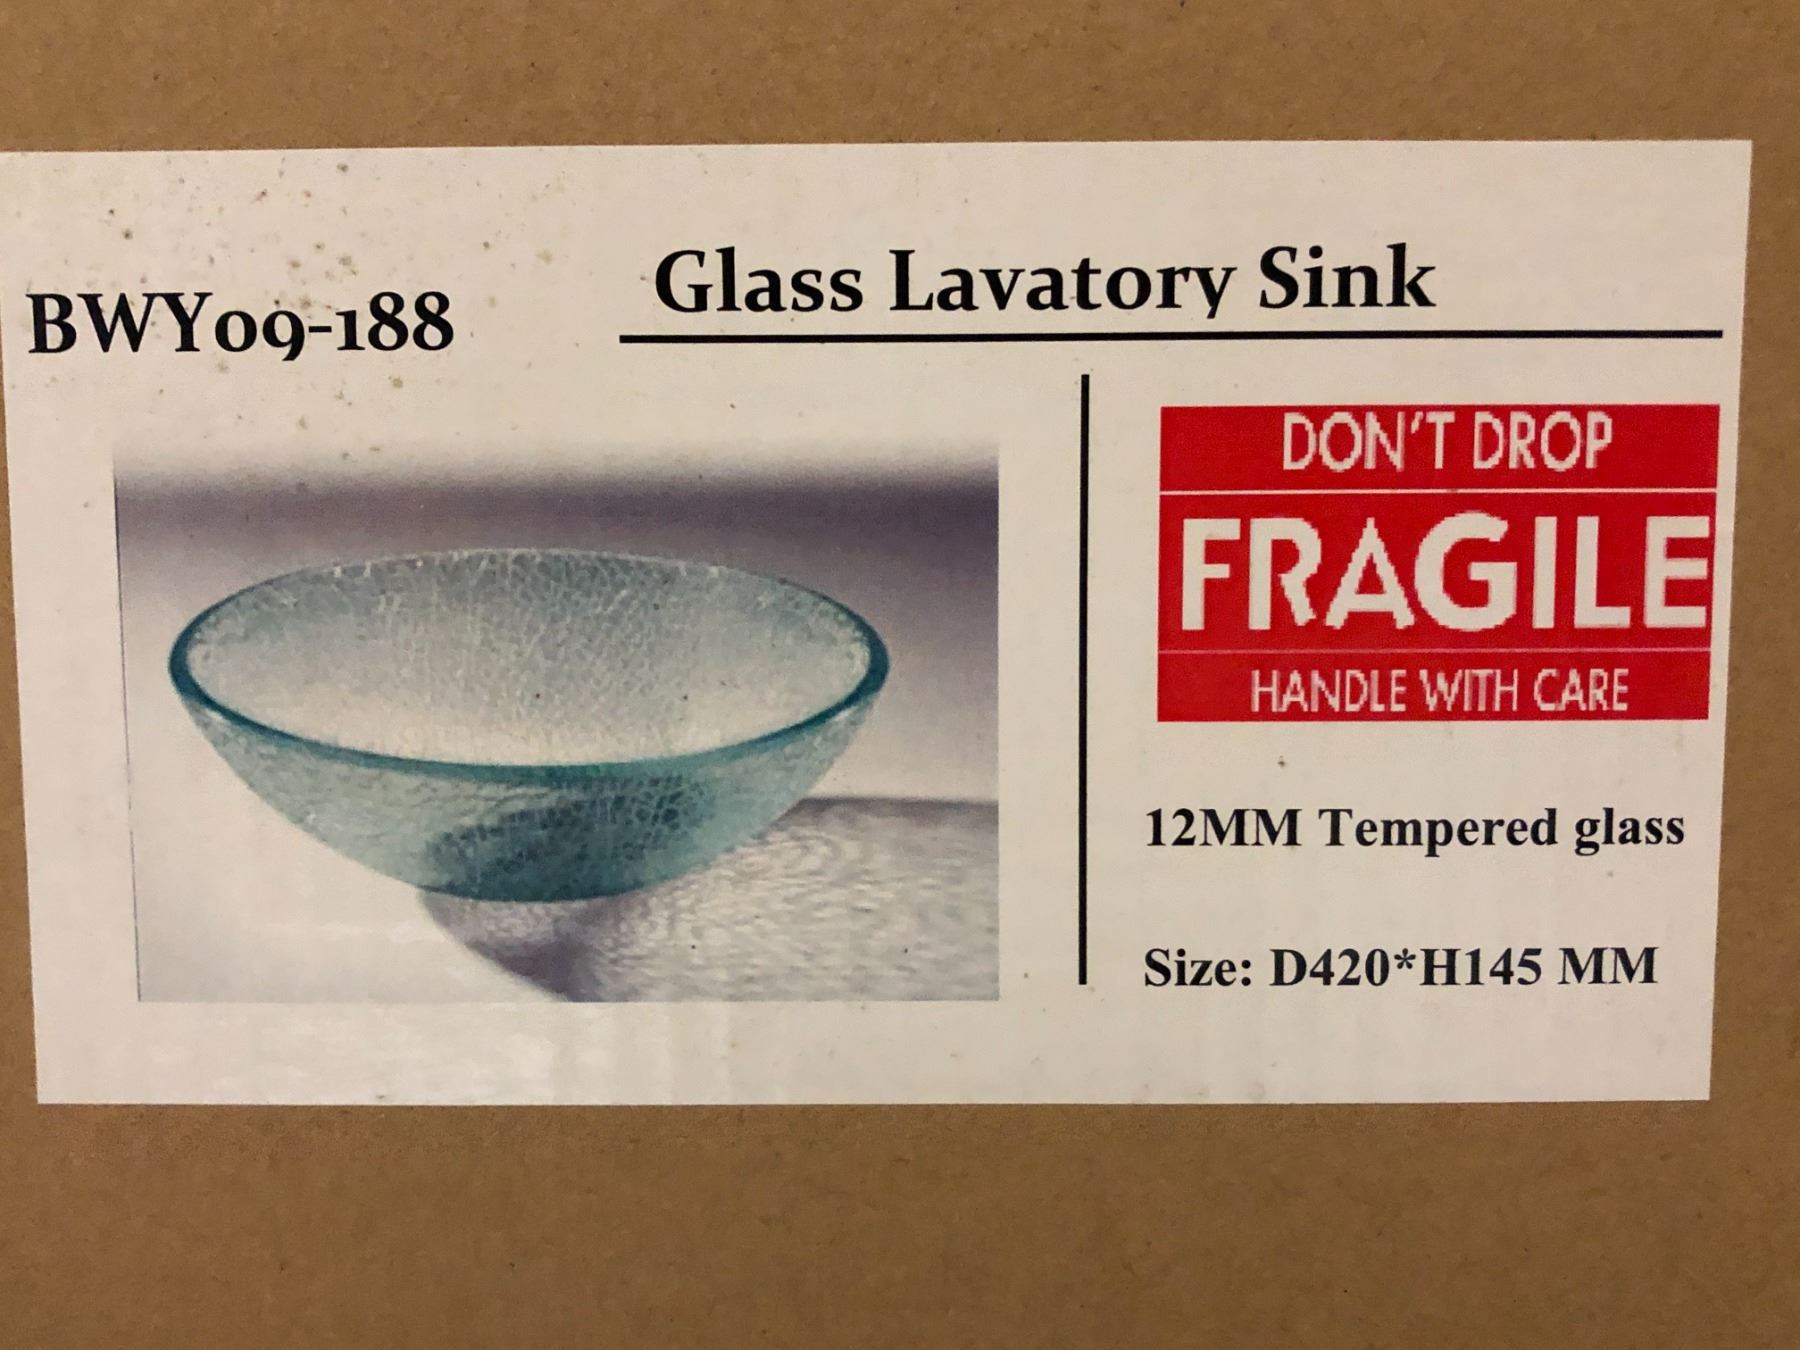 BWY09-188
Glass Lavatory Sink
DON'T DROP
FRAGILE
HANDLE WITH CARE
12MM Tempered glass
Size: D420*H145 MM